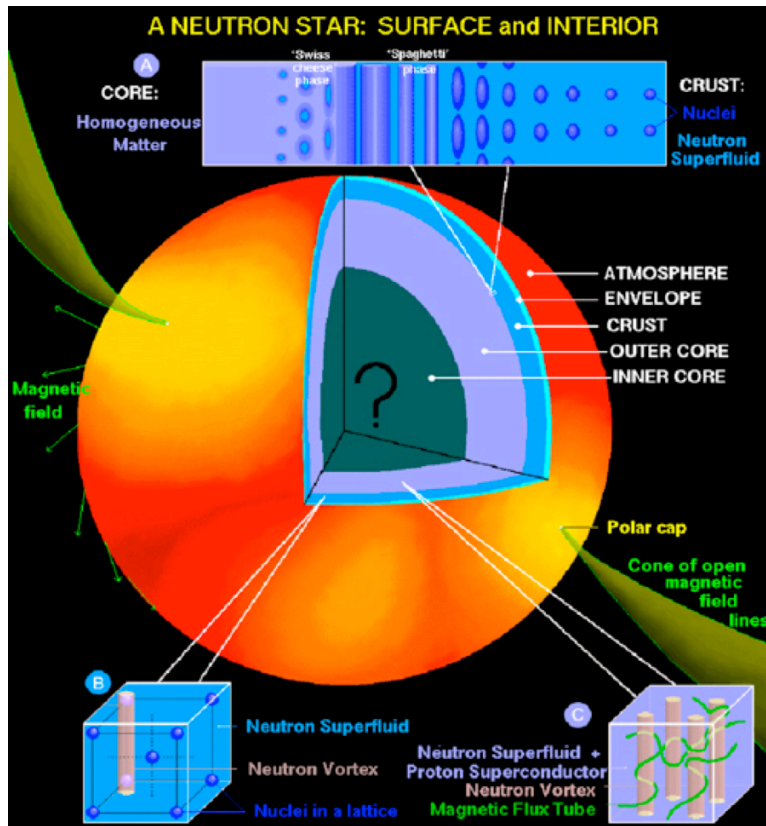 A NEUTRON STAR: SURFACE and INTERIOR
'Swiss
cheese
phase
'Spaghetti'
phase
A
CORE:
Homogeneous
Matter
CRUST:
Nuclei
Neutron
Superfluid
ATMOSPHERE
ENVELOPE
CRUST
OUTER CORE
INNER CORE
?
Magnetic
field
Polar cap
Cone of open
magnetic
field
lines
B
Neutron Superfluid
Neutron Vortex
Nuclei in a lattice
C
Neutron Superfluid +
Proton Superconductor
Neutron Vortex
Magnetic Flux Tube